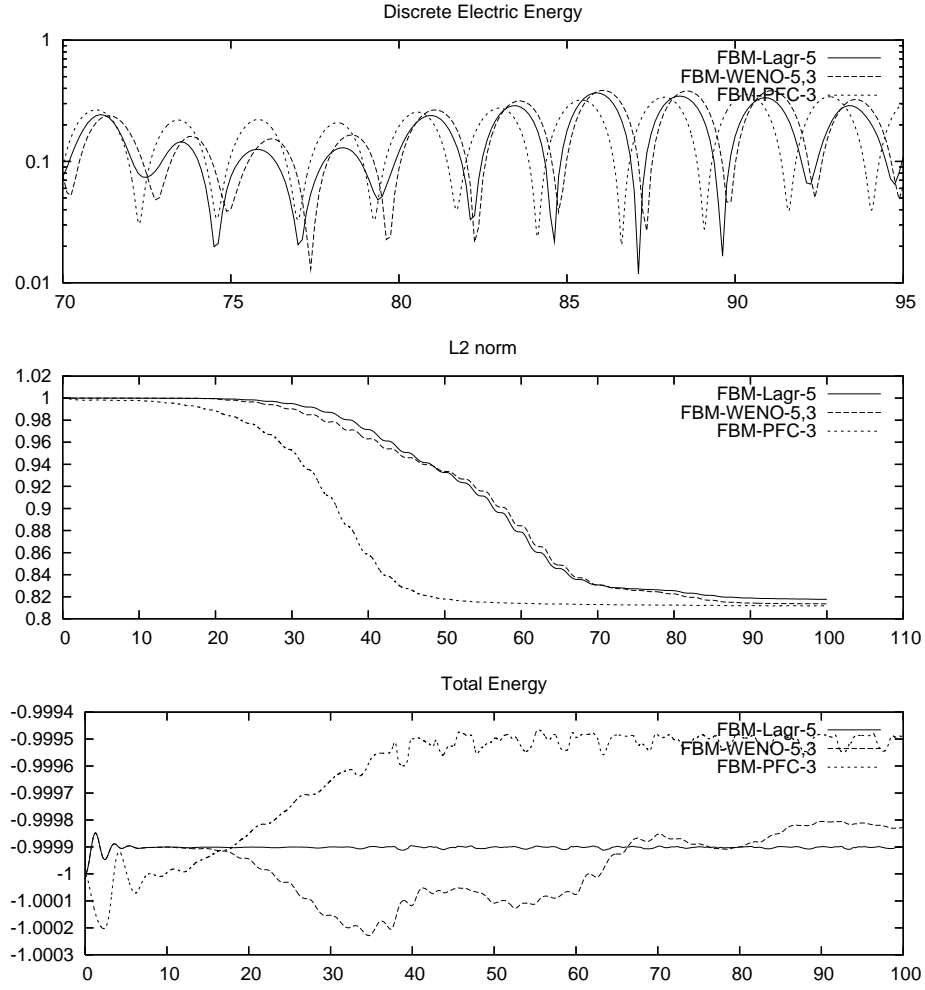 Discrete Electric Energy
1
0.1
0.01
FBM-Lagr-5
FBM-WENO-5,3
FBM-PFC-3
70 75 80 85 90 95
L2 norm
1.02
1
0.98
0.96
0.94
0.92
0.9
0.88
0.86
0.84
0.82
0.8
FBM-Lagr-5
FBM-WENO-5,3
FBM-PFC-3
0 10 20 30 40 50 60 70 80 90 100 110
Total Energy
-0.9994
-0.9995
-0.9996
-0.9997
-0.9998
-0.9999
-1
-1.0001
-1.0002
-1.0003
FBM-Lagr-5
FBM-WENO-5,3
FBM-PFC-3
0 10 20 30 40 50 60 70 80 90 100